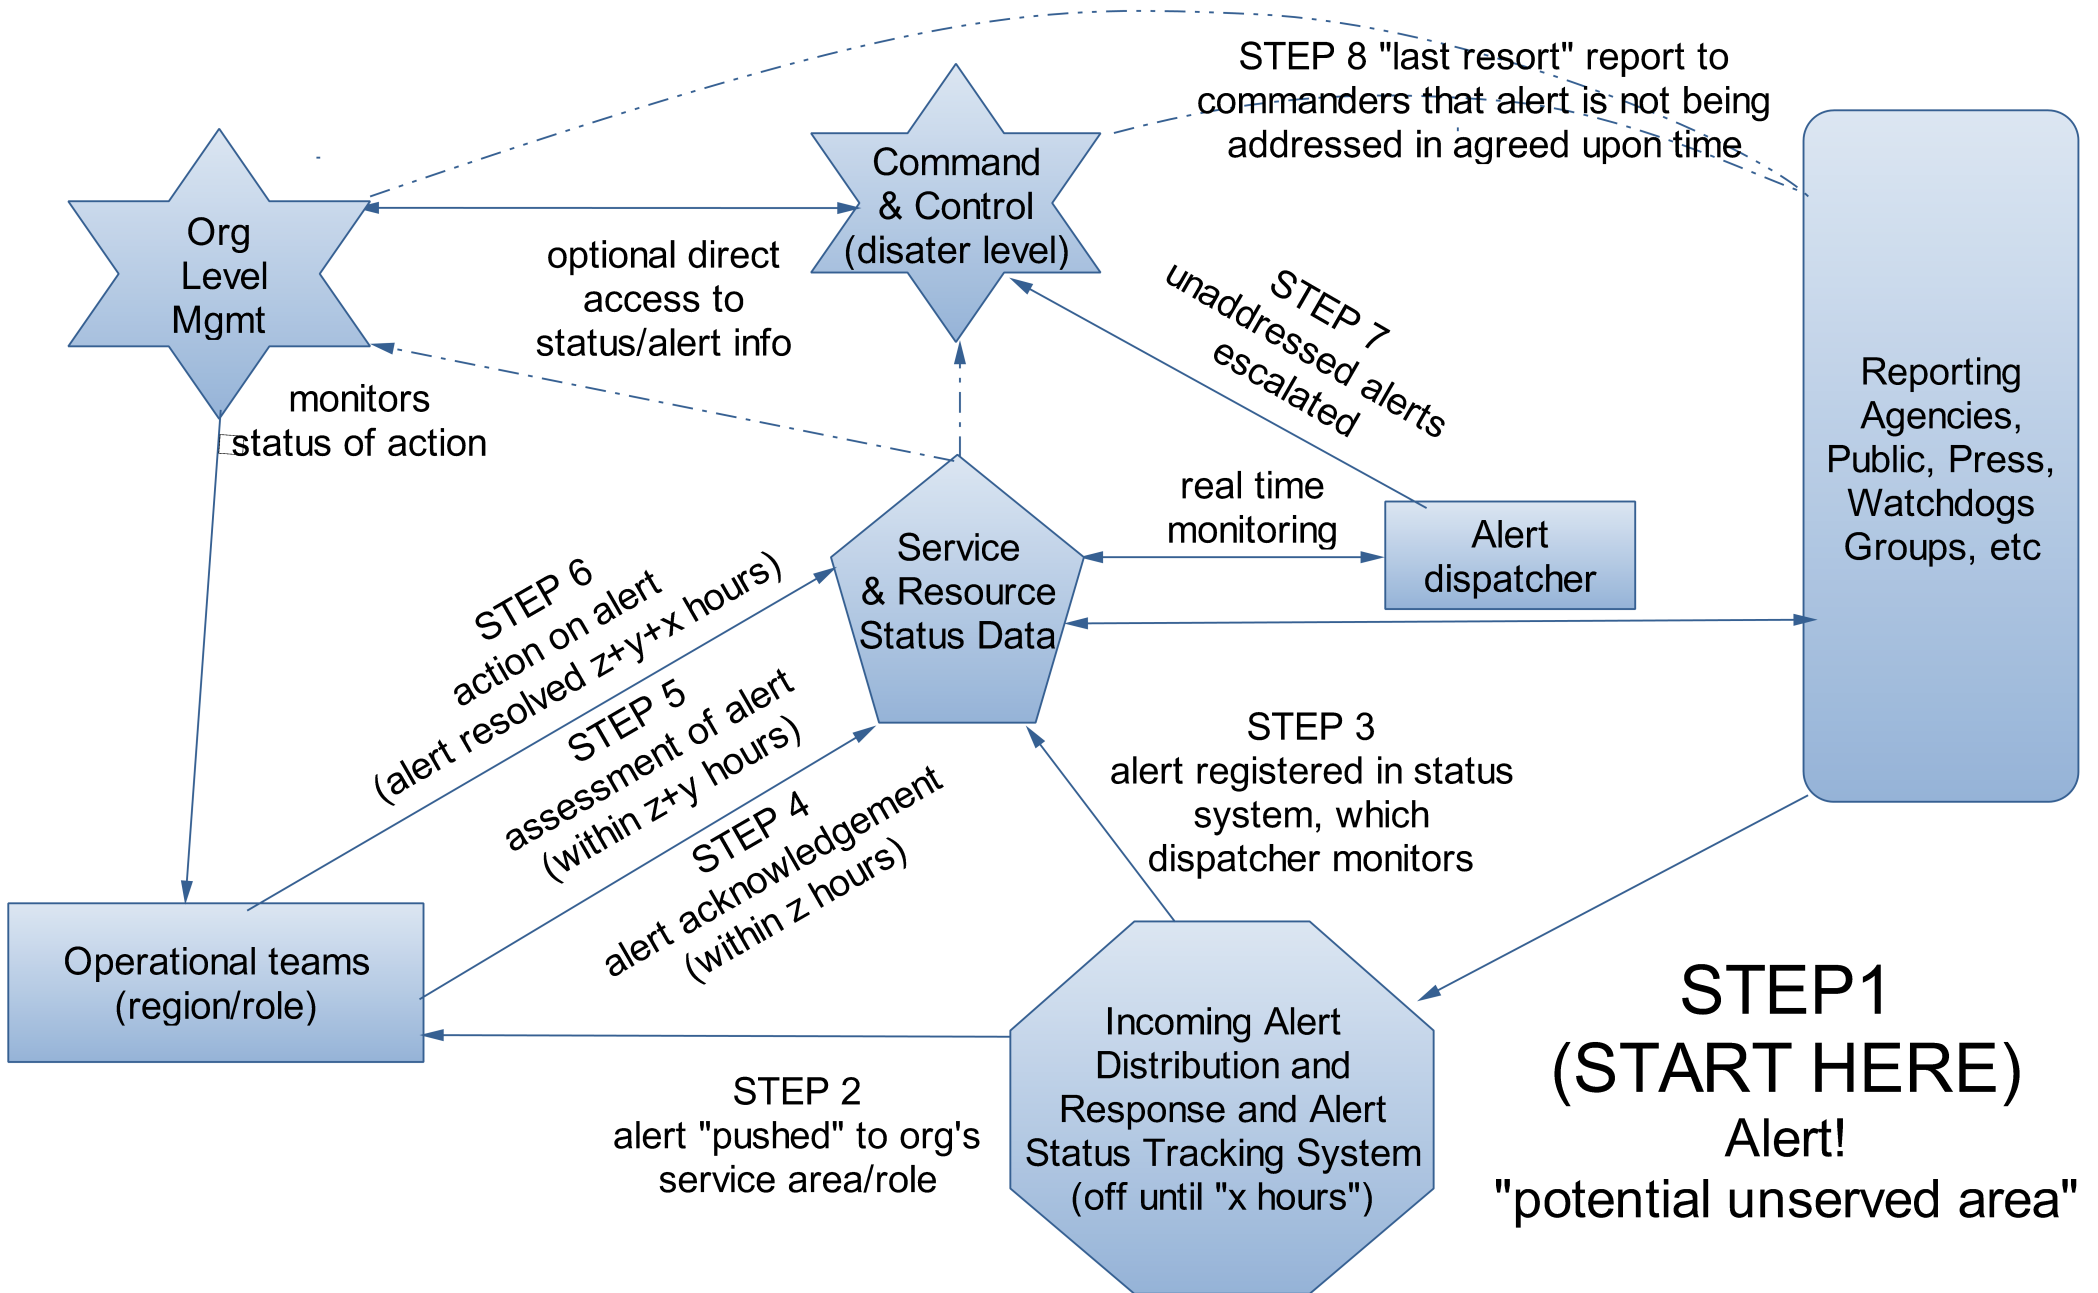 STEP 8 "last resort" report to
commanders that alert is not being
addressed in agreed upon time
Command
& Control
(disater level)
Org
Level
Mgmt
optional direct
access to
status/alert info
STEP 7
unaddressed alerts
escalated
monitors
status of action
Reporting
Agencies,
Public, Press,
Watchdogs
Groups, etc
real time
monitoring
Alert
dispatcher
Service
& Resource
Status Data
STEP 6
action on alert
(alert resolved z+y+x hours)
STEP 5
assessment of alert
(within z+y hours)
STEP 4
alert acknowledgement
(within z hours)
STEP 3
alert registered in status
system, which
dispatcher monitors
Operational teams
(region/role)
STEP 2
alert "pushed" to org's
service area/role
Incoming Alert
Distribution and
Response and Alert
Status Tracking System
(off until "x hours")
STEP1
(START HERE)
Alert!
"potential unserved area"